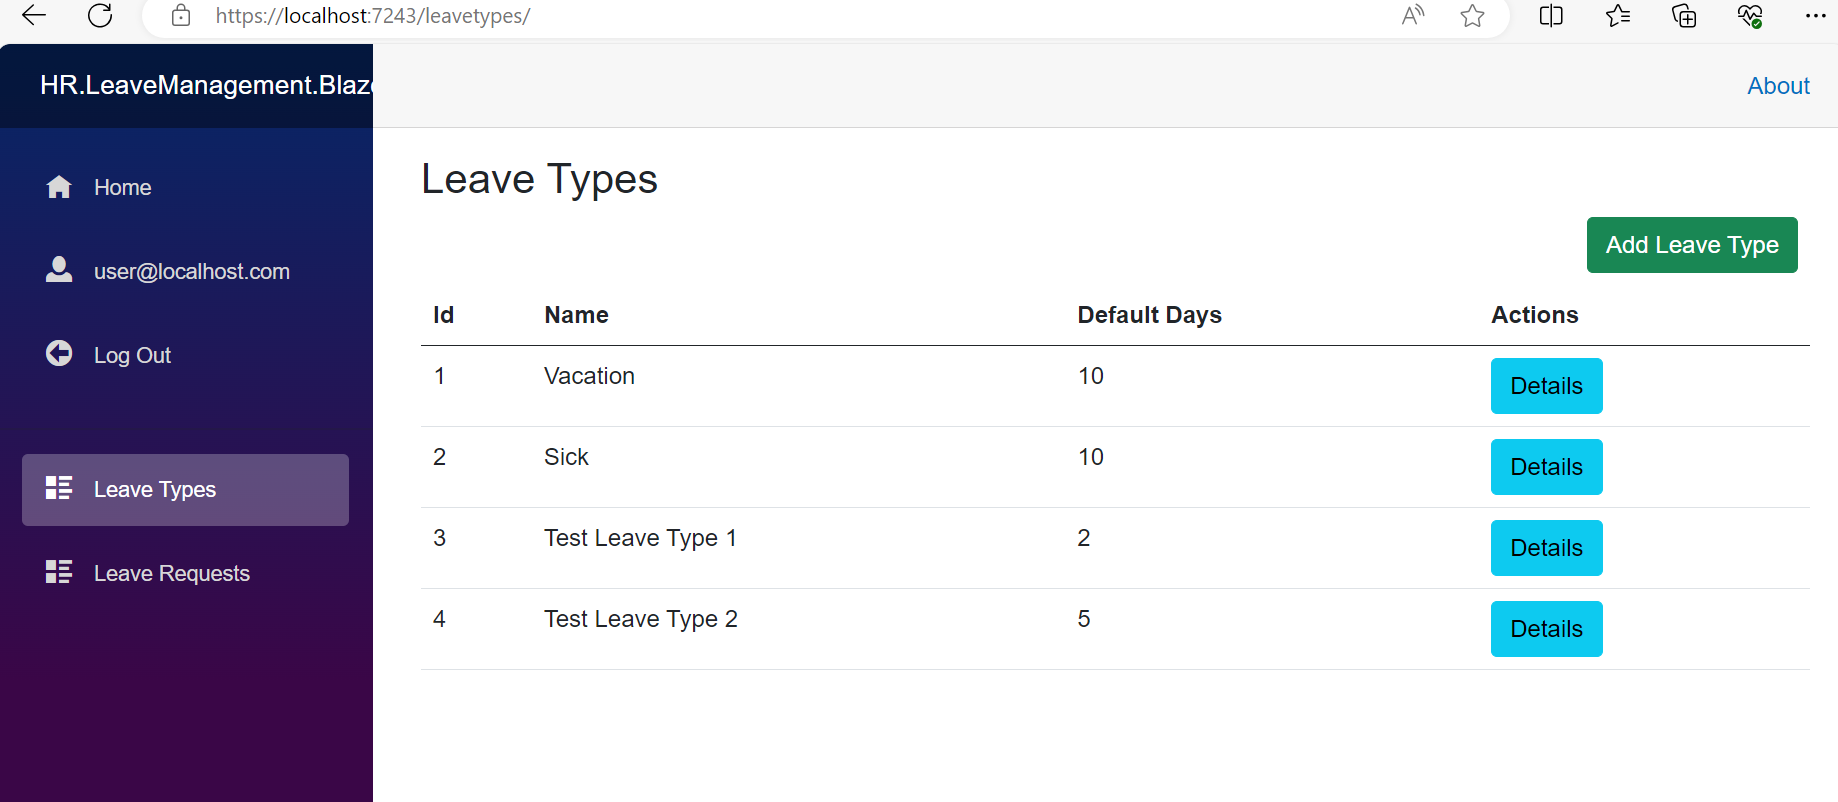 https://localhost:7243/leavetypes/
HR.LeaveManagement.Blaz
About
Home
user@localhost.com
Log Out
Leave Types
Leave Requests
Leave Types
Add Leave Type
Id Name Default Days Actions
1 Vacation 10 Details
2 Sick 10 Details
3 Test Leave Type 1 2 Details
4 Test Leave Type 2 5 Details